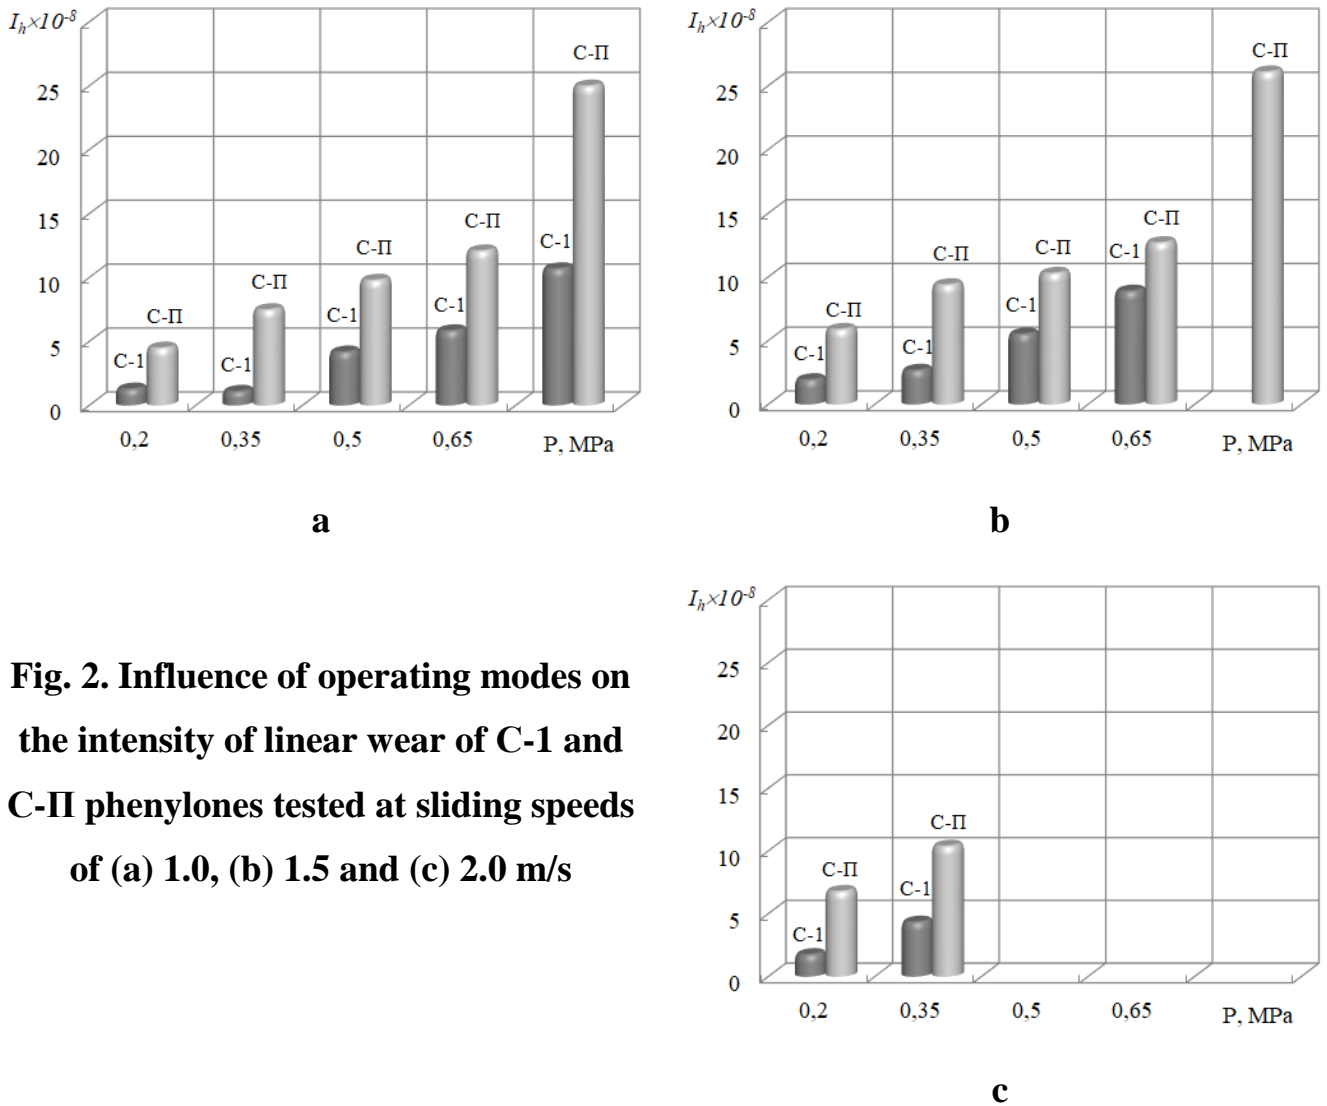 I_h×10^-8
25
20
15
10
5
0
С-1 С-П С-1 С-П С-1 С-П С-1 С-П С-1 С-П
0,2 0,35 0,5 0,65 P, MPa
a
I_h×10^-8
25
20
15
10
5
0
С-1 С-П С-1 С-П С-1 С-П С-1 С-П С-П
0,2 0,35 0,5 0,65 P, MPa
b
Fig. 2. Influence of operating modes on
the intensity of linear wear of C-1 and
C-П phenylones tested at sliding speeds
of (a) 1.0, (b) 1.5 and (c) 2.0 m/s
I_h×10^-8
25
20
15
10
5
0
С-1 С-П С-1 С-П
0,2 0,35 0,5 0,65 P, MPa
c